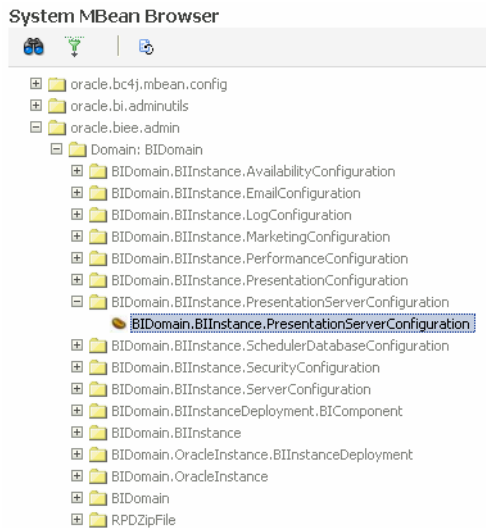 System MBean Browser
oracle.bc4j.mbean.config
oracle.bi.adminutils
oracle.biee.admin
Domain: BIDomain
BIDomain.BIInstance.AvailabilityConfiguration
BIDomain.BIInstance.EmailConfiguration
BIDomain.BIInstance.LogConfiguration
BIDomain.BIInstance.MarketingConfiguration
BIDomain.BIInstance.PerformanceConfiguration
BIDomain.BIInstance.PresentationConfiguration
BIDomain.BIInstance.PresentationServerConfiguration
BIDomain.BIInstance.PresentationServerConfiguration
BIDomain.BIInstance.SchedulerDatabaseConfiguration
BIDomain.BIInstance.SecurityConfiguration
BIDomain.BIInstance.ServerConfiguration
BIDomain.BIInstanceDeployment.BIComponent
BIDomain.BIInstance
BIDomain.OracleInstance.BIInstanceDeployment
BIDomain.OracleInstance
BIDomain
RPDZipFile